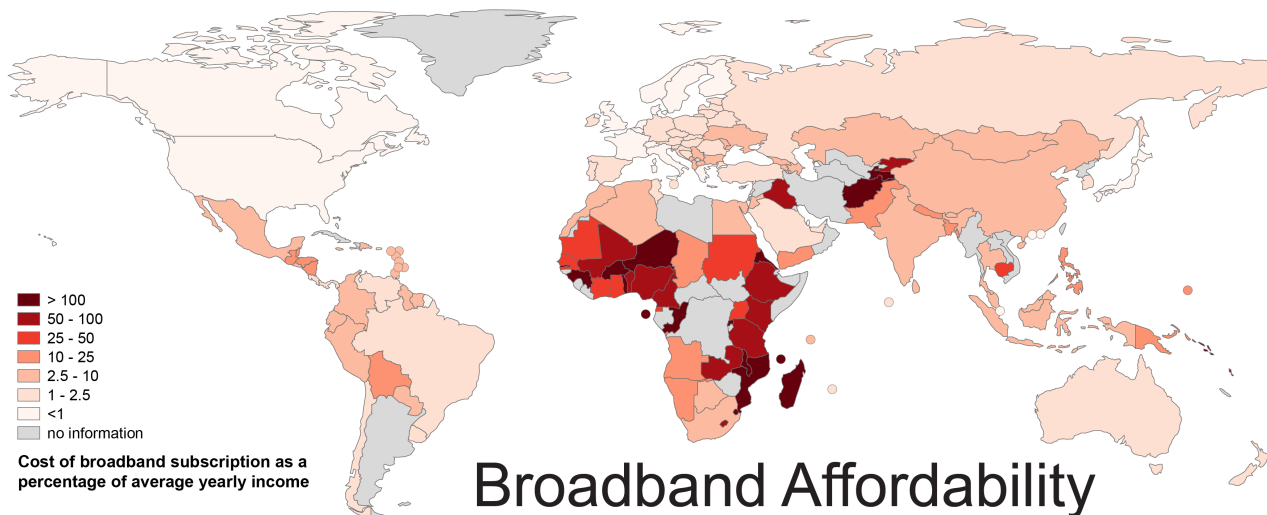 > 100
50 - 100
25 - 50
10 - 25
2.5 - 10
1 - 2.5
<1
no information
Cost of broadband subscription as a
percentage of average yearly income
Broadband Affordability